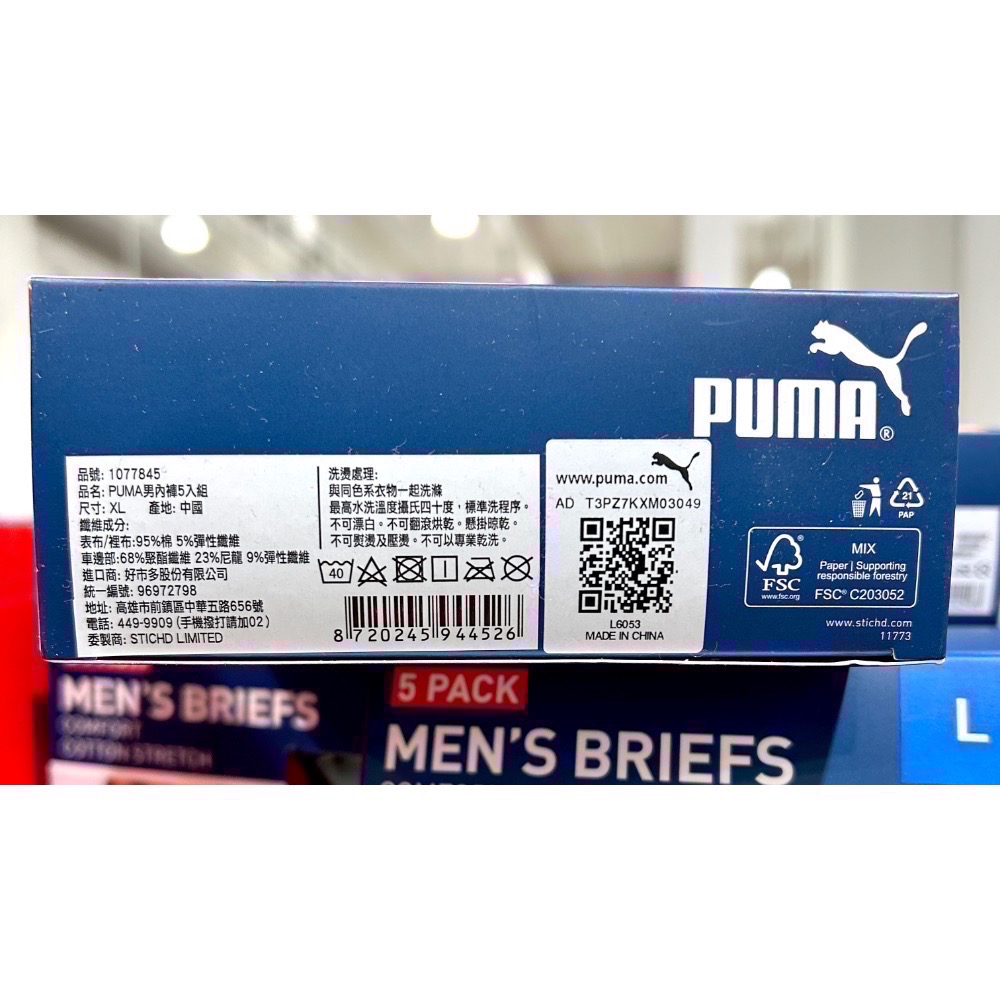 PUMA®
品號: 1077845
品名: PUMA男內褲5入組
尺寸: XL 產地: 中國
纖維成分:
表布/裡布:95%棉 5%彈性纖維
車邊部:68%聚酯纖維 23%尼龍 9%彈性纖維
進口商: 好市多股份有限公司
統一編號: 96972798
地址: 高雄市前鎮區中華五路656號
電話: 449-9909 (手機撥打請加02)
委製商: STICHD LIMITED
洗燙處理:
與同色系衣物一起洗滌
最高水洗溫度攝氏四十度，標準洗程序。
不可漂白。不可翻滾烘乾。懸掛晾乾。
不可熨燙及壓燙。不可以專業乾洗。
40
8 720245 944526
www.puma.com
AD T3PZ7KXM03049
L6053
MADE IN CHINA
21
PAP
FSC
www.fsc.org
MIX
Paper | Supporting
responsible forestry
FSC® C203052
www.stichd.com
11773
MEN'S BRIEFS
COMFORT
COTTON STRETCH
5 PACK
MEN'S BRIEFS
L